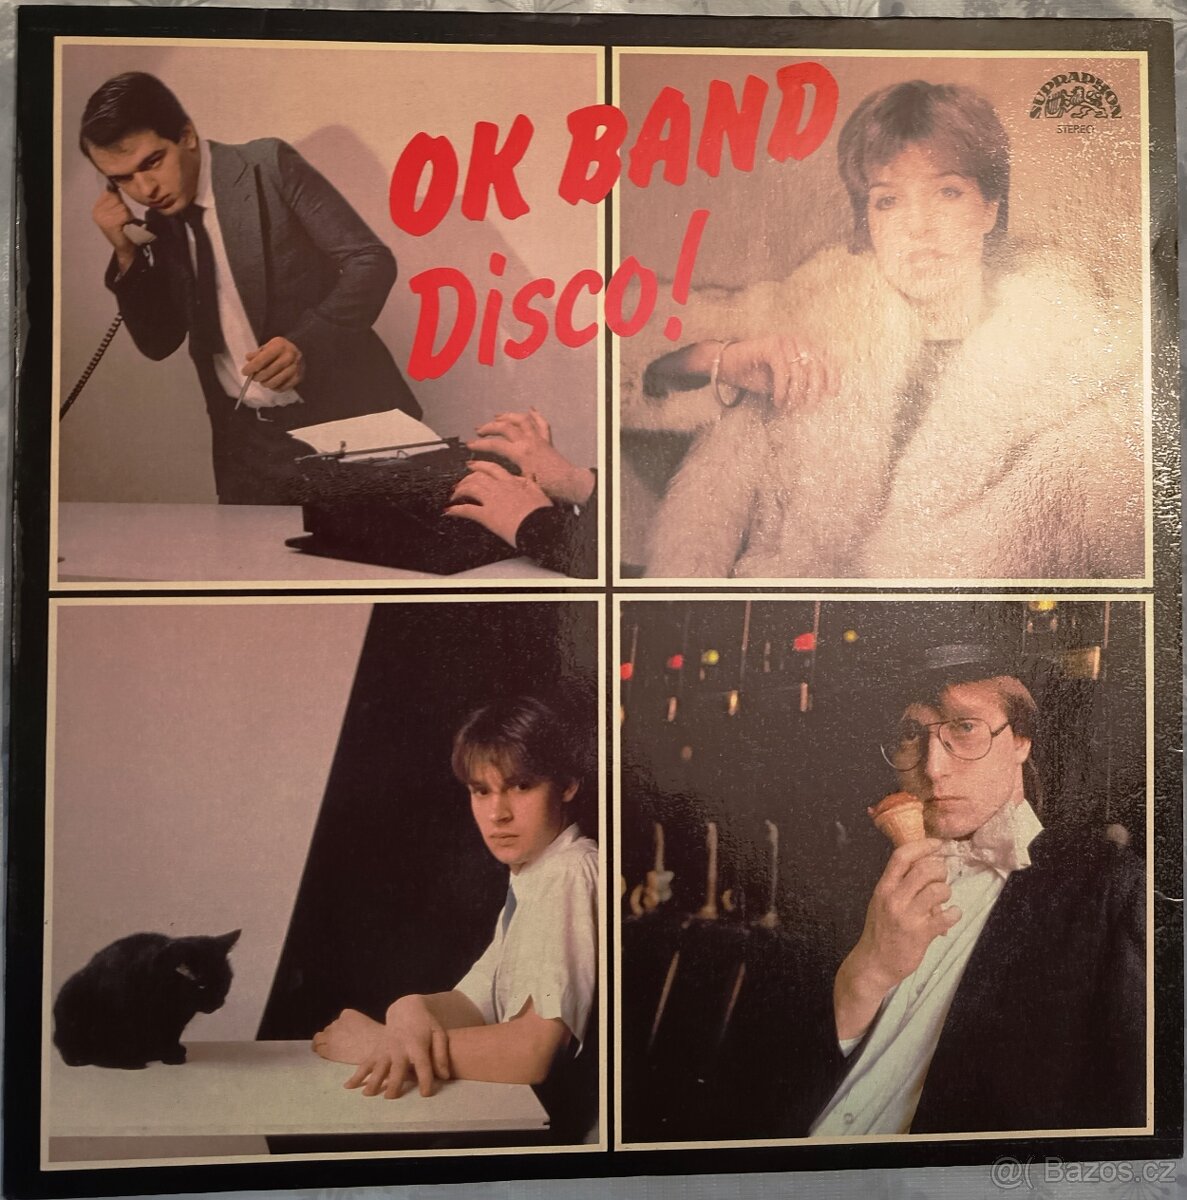 OK BAND
Disco!
SUPRAPHON
STEREO
@( Bazos.cz